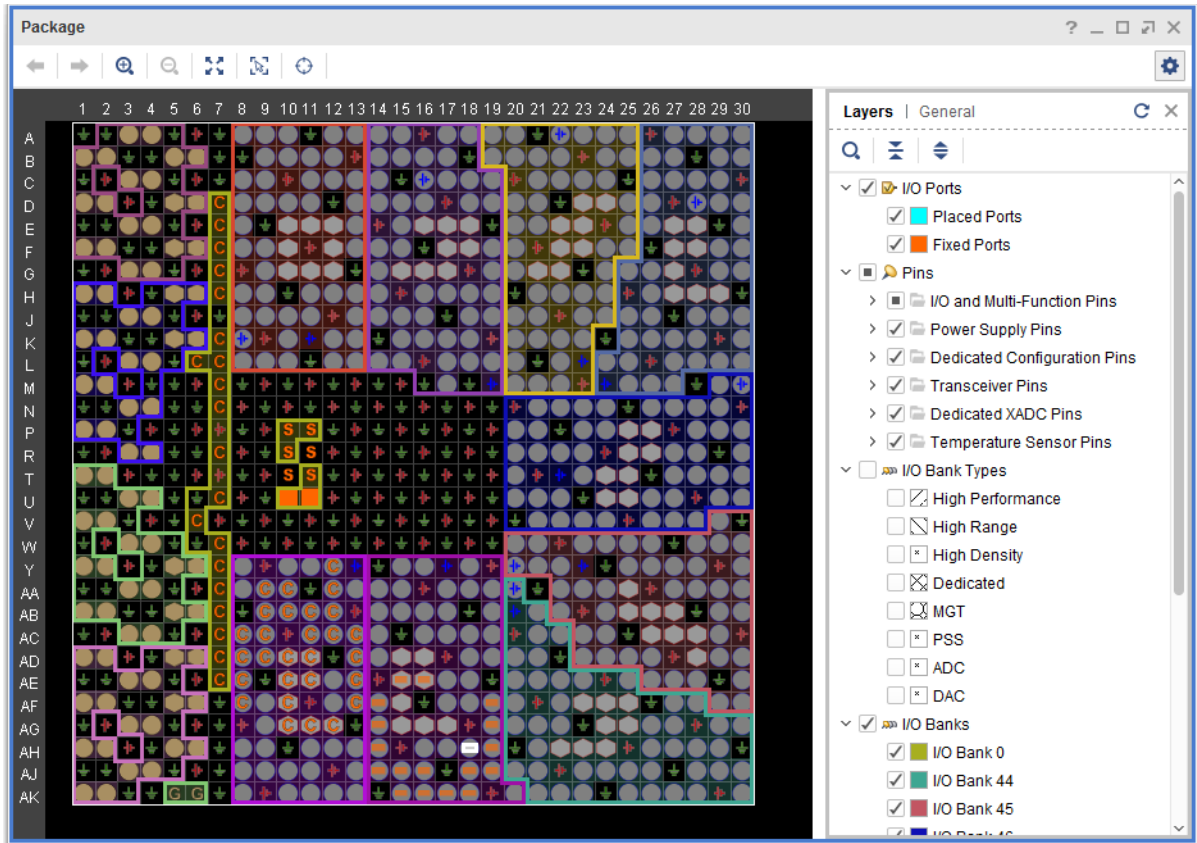 Package
1 2 3 4 5 6 7 8 9 10 11 12 13 14 15 16 17 18 19 20 21 22 23 24 25 26 27 28 29 30
Layers | General
A
B
C
D
E
F
G
H
J
K
L
M
N
P
R
T
U
V
W
Y
AA
AB
AC
AD
AE
AF
AG
AH
AJ
AK
C
C
C
C
C
C
C
C C
C
C
C
S S
C
S S
C
S S
C
C
C
C
C C
C C C
C C C C
C C C C C C
C C C C C C
C C C
C C C C
C C C
G G
I/O Ports
Placed Ports
Fixed Ports
Pins
I/O and Multi-Function Pins
Power Supply Pins
Dedicated Configuration Pins
Transceiver Pins
Dedicated XADC Pins
Temperature Sensor Pins
I/O Bank Types
High Performance
High Range
High Density
Dedicated
MGT
PSS
ADC
DAC
I/O Banks
I/O Bank 0
I/O Bank 44
I/O Bank 45